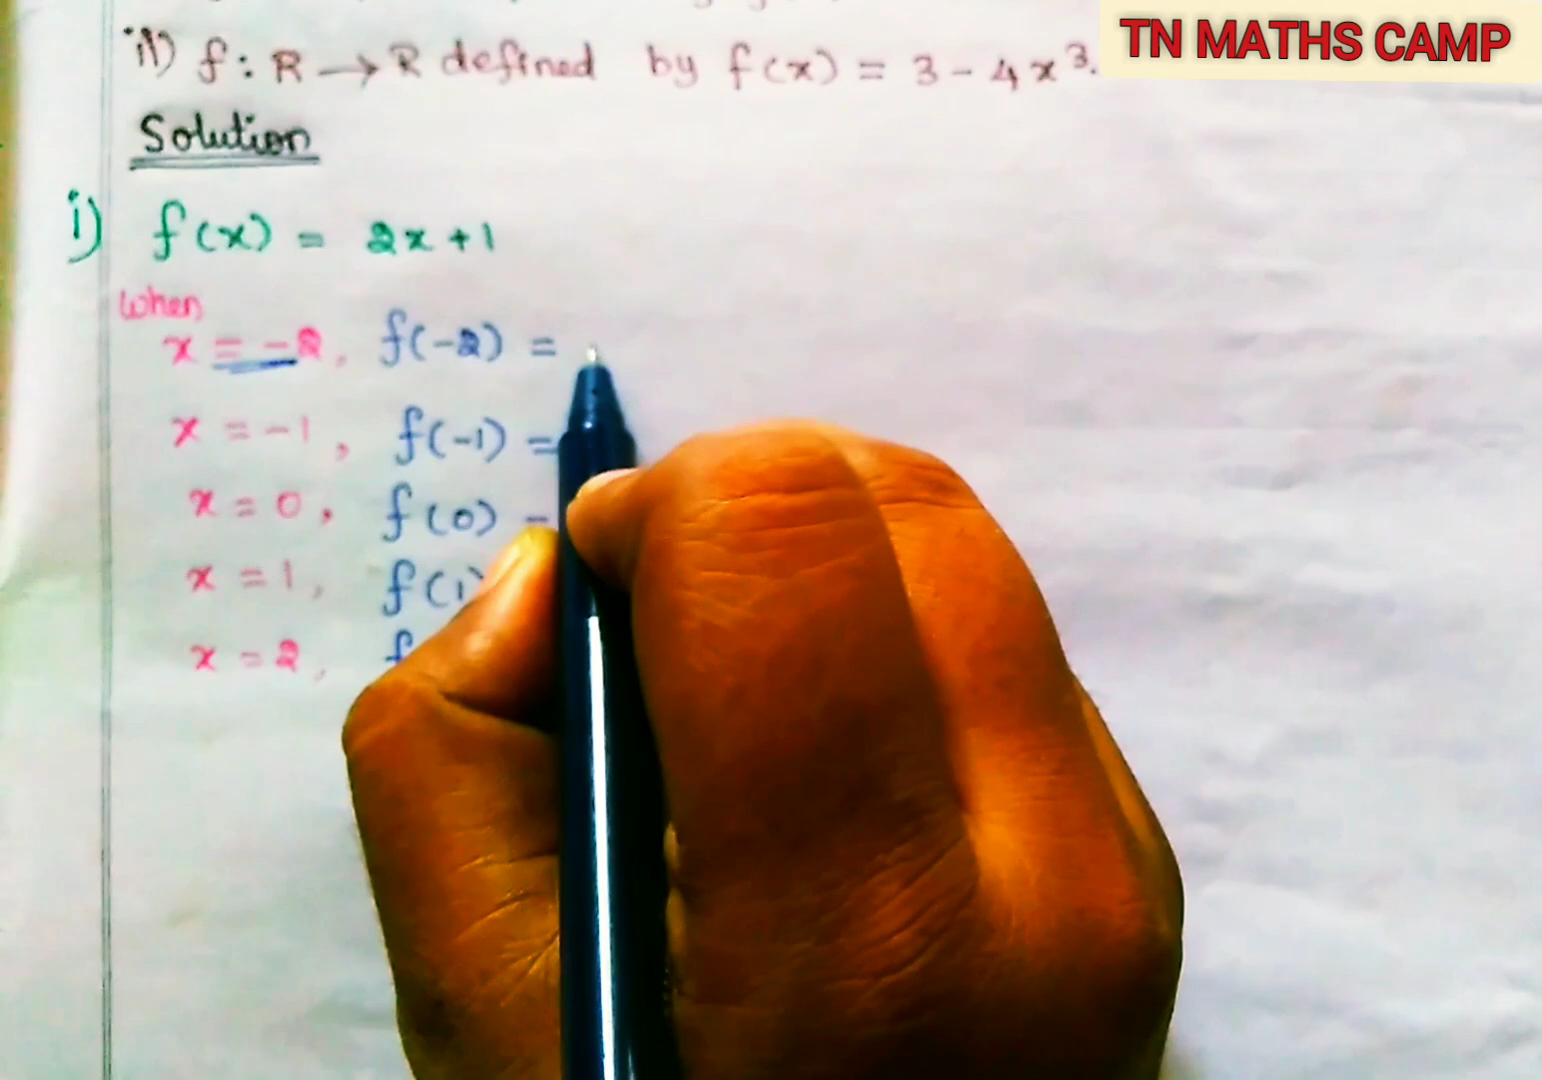 TN MATHS CAMP
ii) f : R → R defined by f(x) = 3 - 4x³.
Solution
i) f(x) = 2x + 1
When
x = -2, f(-2) =
x = -1, f(-1) =
x = 0, f(0)
x = 1, f(1)
x = 2, f